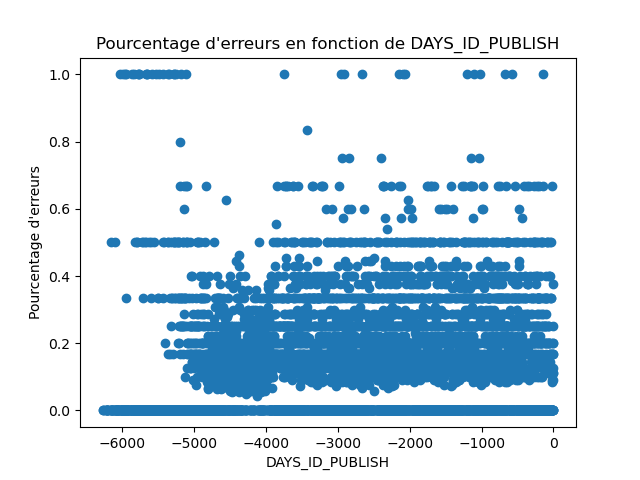 Pourcentage d'erreurs en fonction de DAYS_ID_PUBLISH
1.0
0.8
0.6
0.4
0.2
0.0
Pourcentage d'erreurs
−6000 −5000 −4000 −3000 −2000 −1000 0
DAYS_ID_PUBLISH